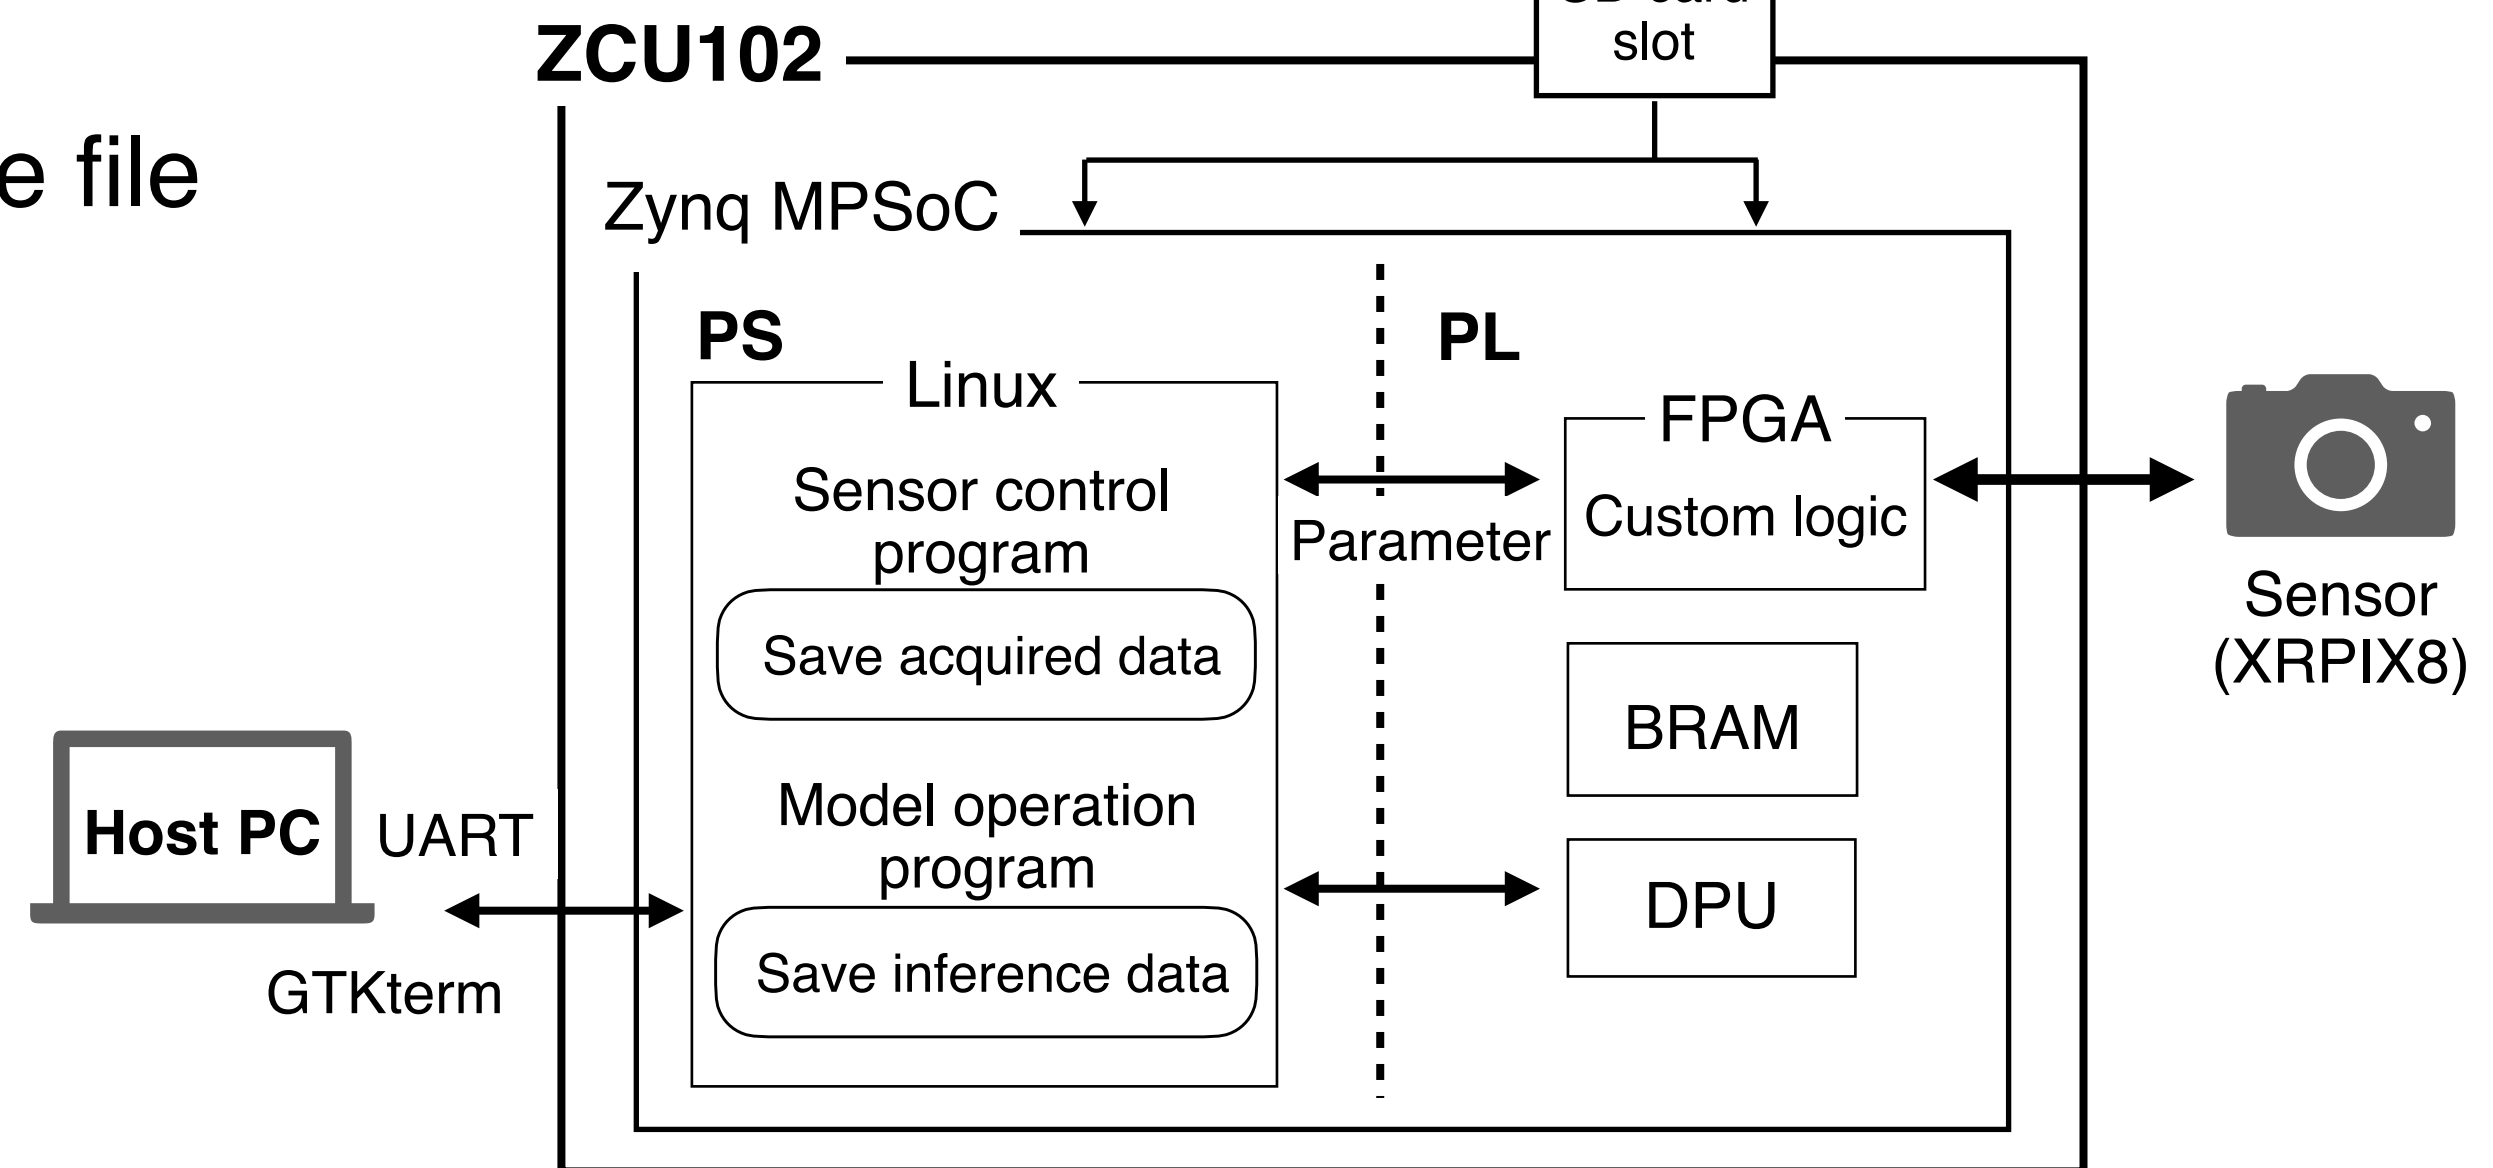 slot
ZCU102
file
Zynq MPSoC
PS
PL
Linux
FPGA
Sensor control
program
Custom logic
Parameter
Save acquired data
Sensor
(XRPIX8)
BRAM
Model operation
program
Host PC
UART
DPU
Save inference data
GTKterm